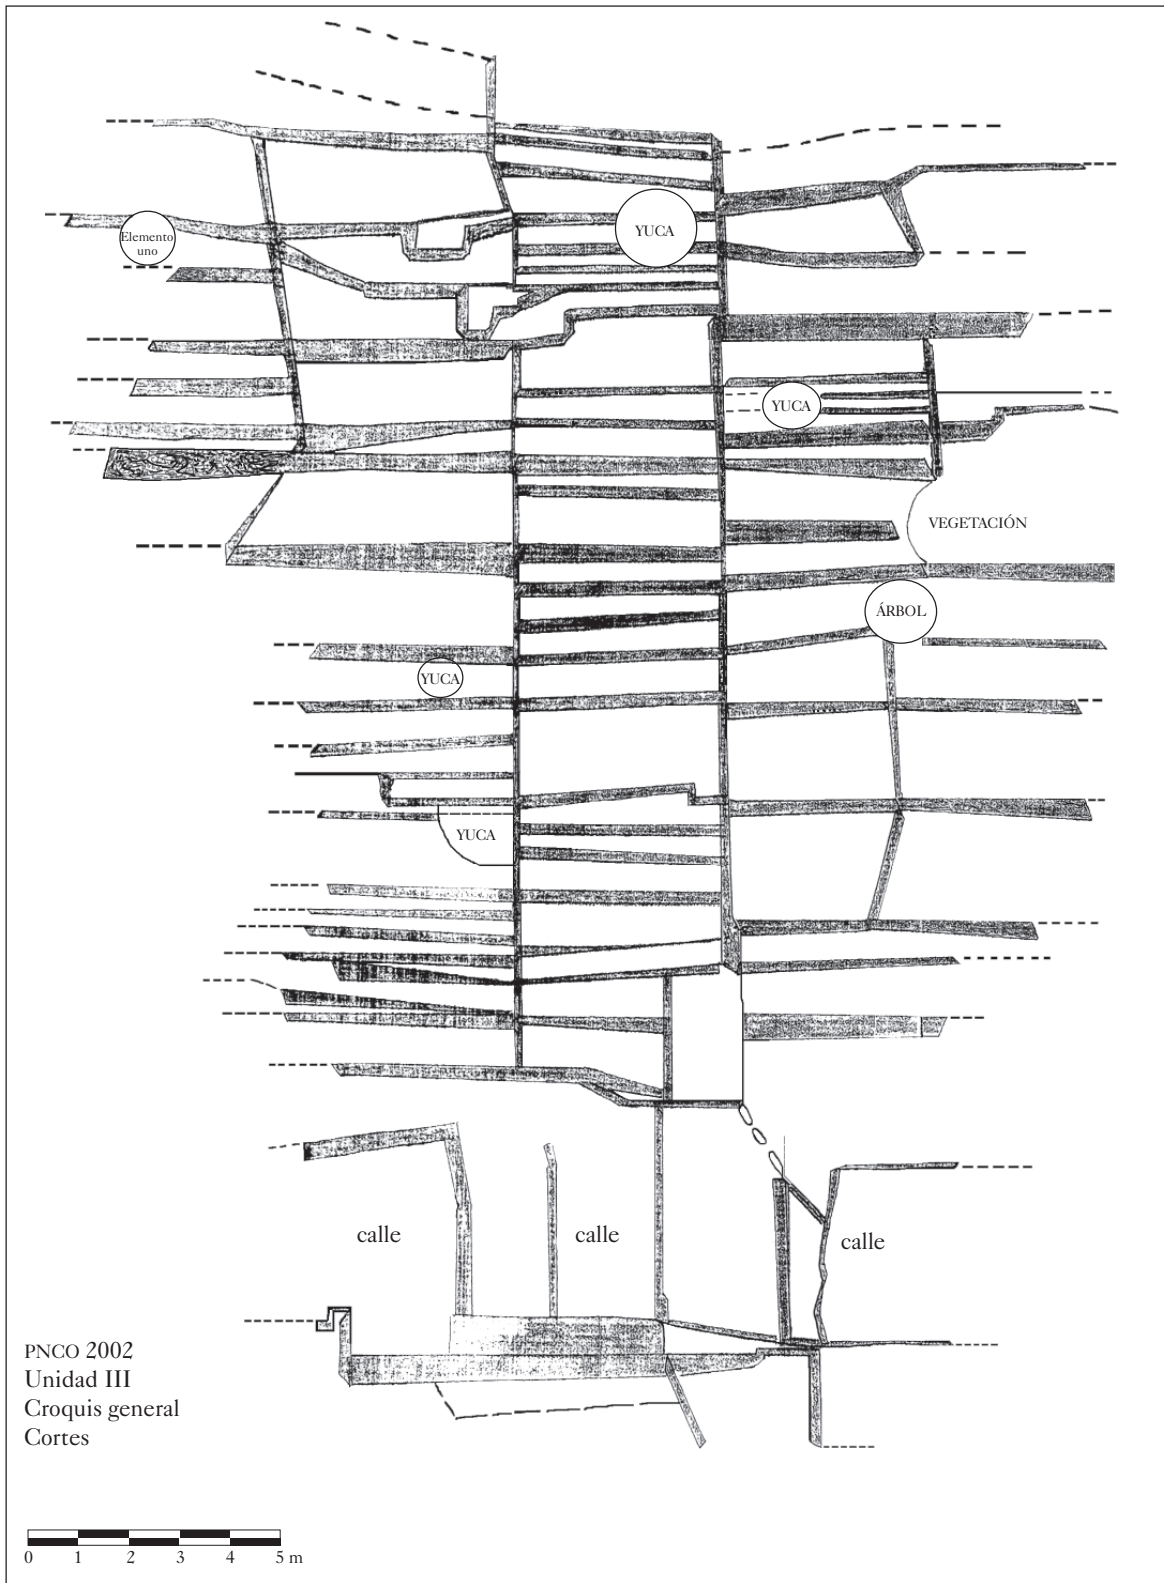 Elemento
uno
YUCA
YUCA
VEGETACIÓN
ÁRBOL
YUCA
YUCA
calle
calle
calle
PNCO 2002
Unidad III
Croquis general
Cortes
0 1 2 3 4 5 m